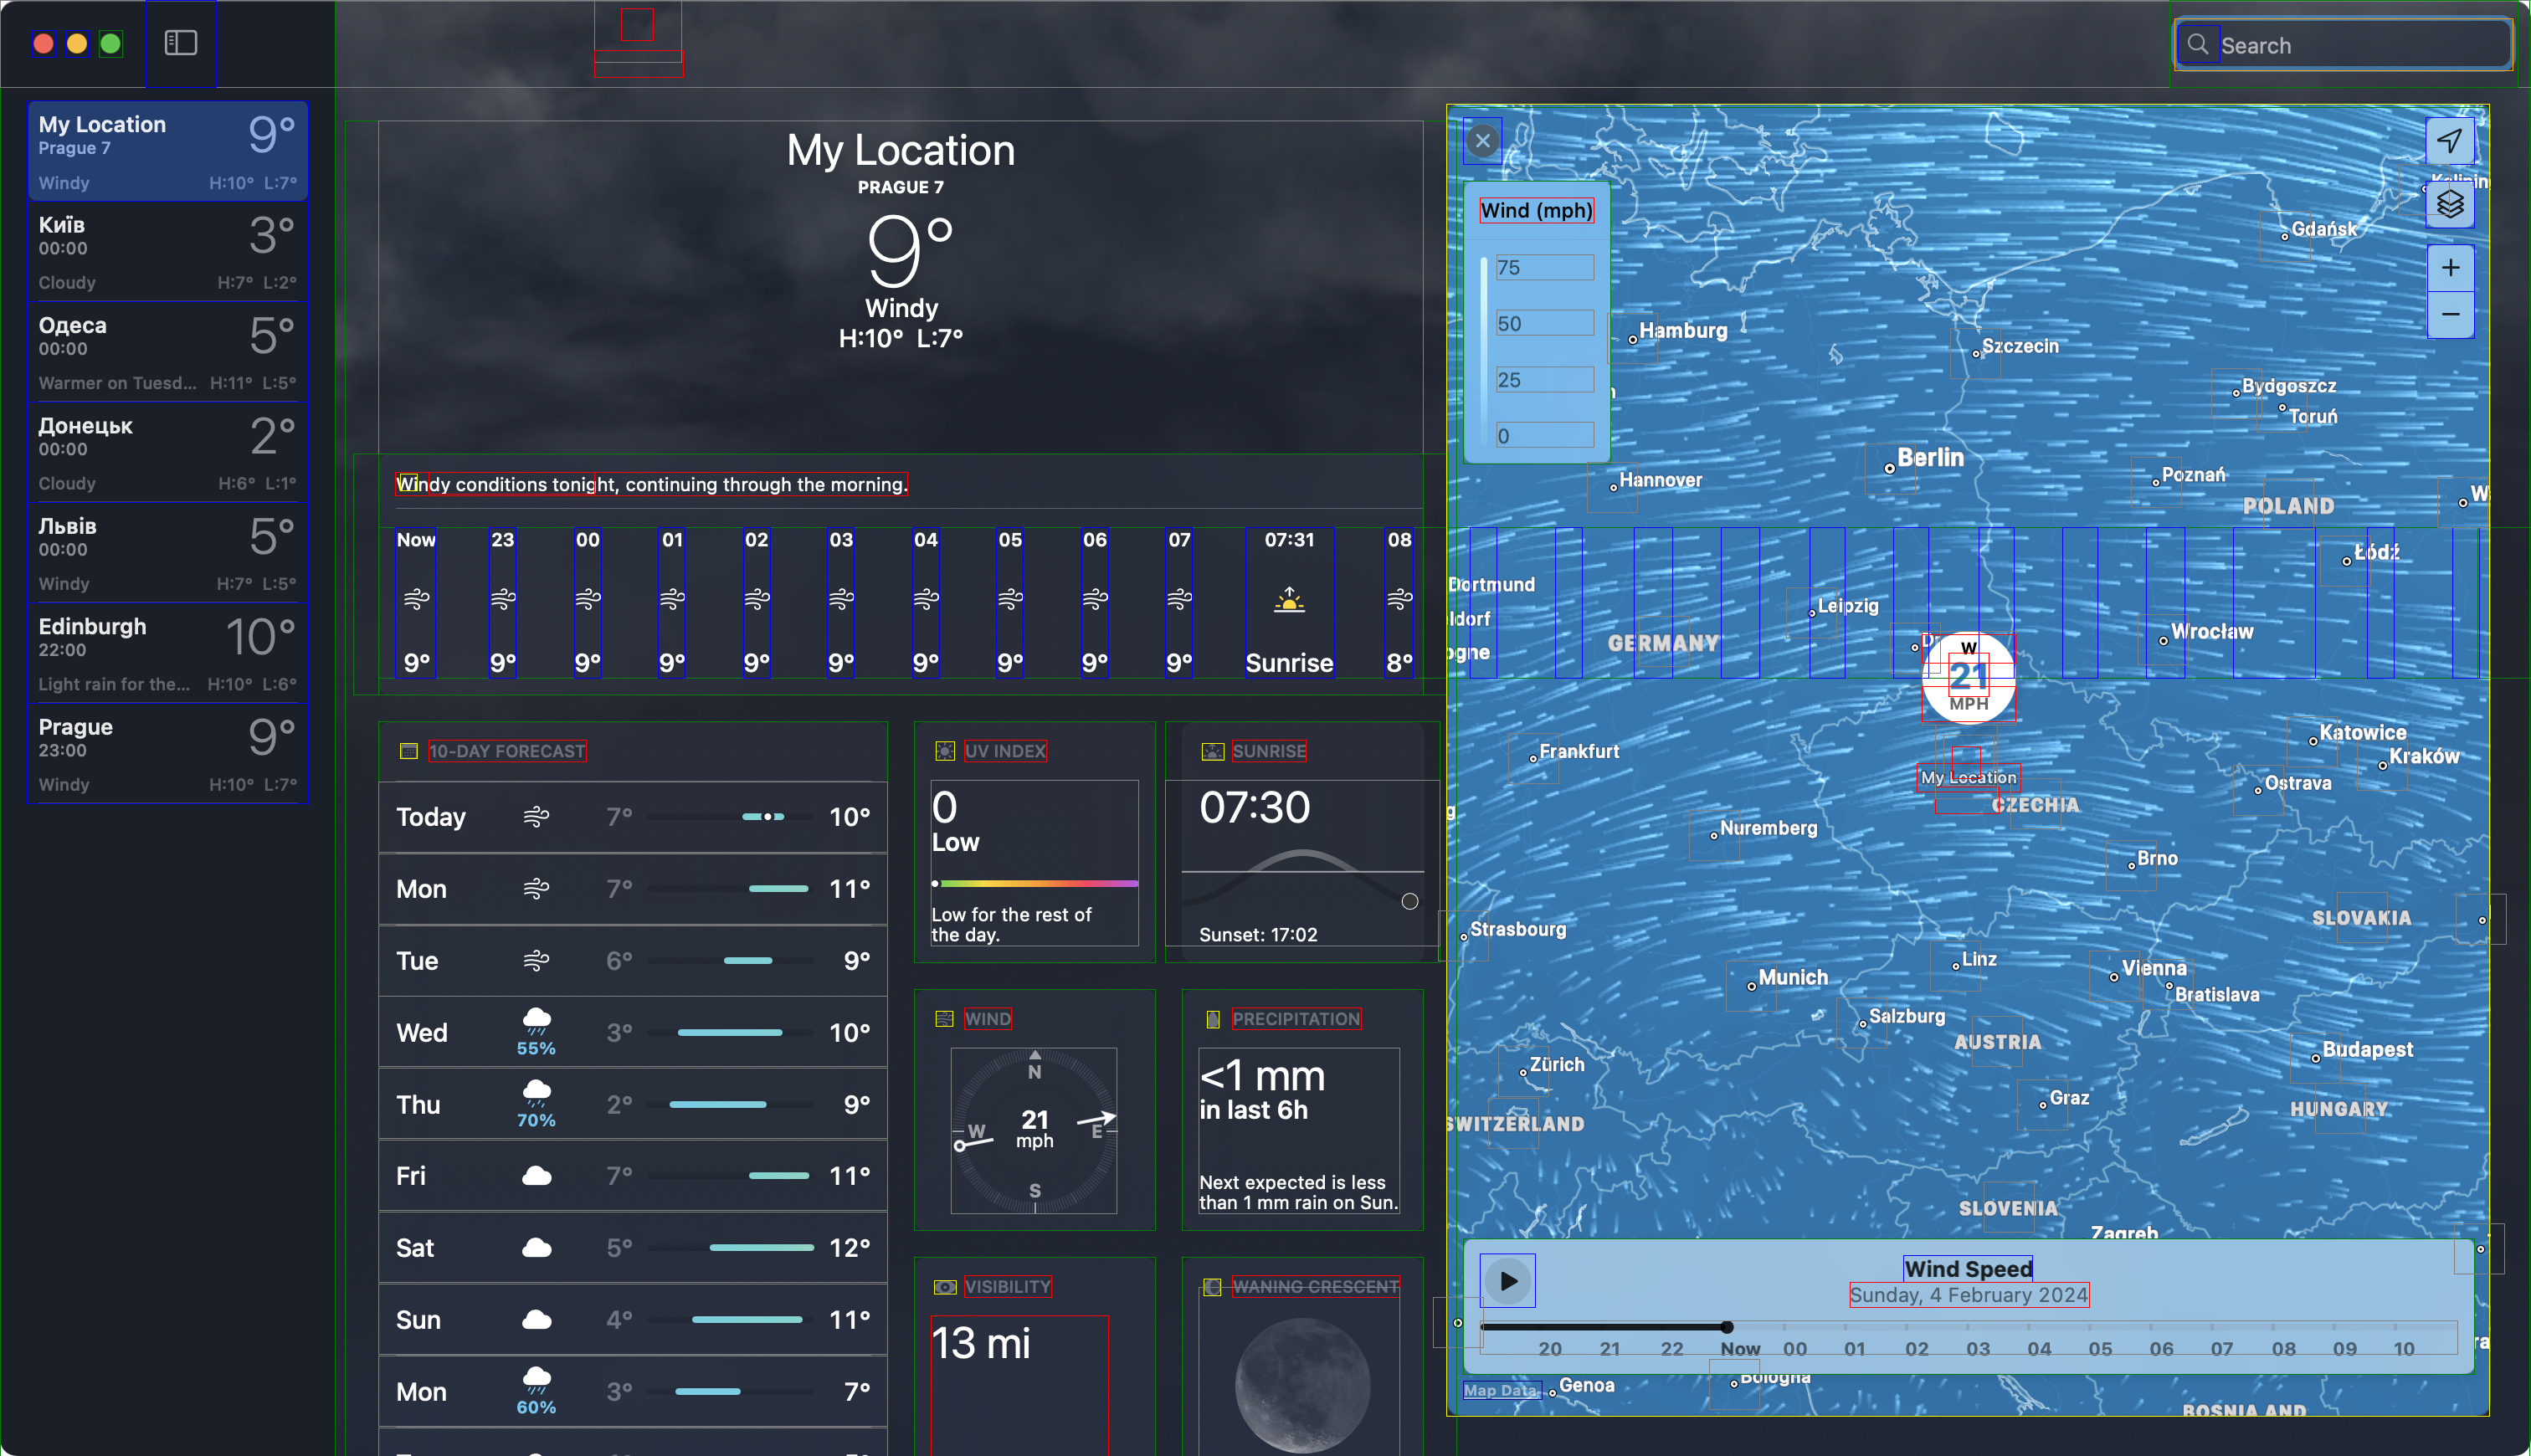 Search
My Location
9°
Prague 7
Windy
H:10° L:7°
Київ
3°
00:00
Cloudy
H:7° L:2°
Одеса
5°
00:00
Warmer on Tuesd...
H:11° L:5°
Донецьк
2°
00:00
Cloudy
H:6° L:1°
Львів
5°
00:00
Windy
H:7° L:5°
Edinburgh
10°
22:00
Light rain for the...
H:10° L:6°
Prague
9°
23:00
Windy
H:10° L:7°
My Location
PRAGUE 7
9°
Windy
H:10° L:7°
Windy conditions tonight, continuing through the morning.
Now 23 00 01 02 03 04 05 06 07 07:31 08
9° 9° 9° 9° 9° 9° 9° 9° 9° 9° Sunrise 8°
10-DAY FORECAST
Today 7° 10°
Mon 7° 11°
Tue 6° 9°
Wed 55% 3° 10°
Thu 70% 2° 9°
Fri 7° 11°
Sat 5° 12°
Sun 4° 11°
Mon 60% 3° 7°
UV INDEX
0
Low
Low for the rest of
the day.
SUNRISE
07:30
Sunset: 17:02
WIND
N
W
21
mph
E
S
PRECIPITATION
<1 mm
in last 6h
Next expected is less
than 1 mm rain on Sun.
VISIBILITY
13 mi
WANING CRESCENT
Wind (mph)
75
50
25
0
Gdańsk
Hamburg
Szczecin
Bydgoszcz
Toruń
Berlin
Hannover
Poznań
POLAND
Łódź
Dortmund
Leipzig
GERMANY
Wrocław
W
21
MPH
My Location
Frankfurt
Katowice
Kraków
Ostrava
CZECHIA
Nuremberg
Brno
SLOVAKIA
Strasbourg
Linz
Munich
Vienna
Bratislava
Salzburg
AUSTRIA
Budapest
Zürich
Graz
HUNGARY
SWITZERLAND
SLOVENIA
Zagreb
Wind Speed
Sunday, 4 February 2024
20 21 22 Now 00 01 02 03 04 05 06 07 08 09 10
Map Data
Genoa
Bologna
BOSNIA AND